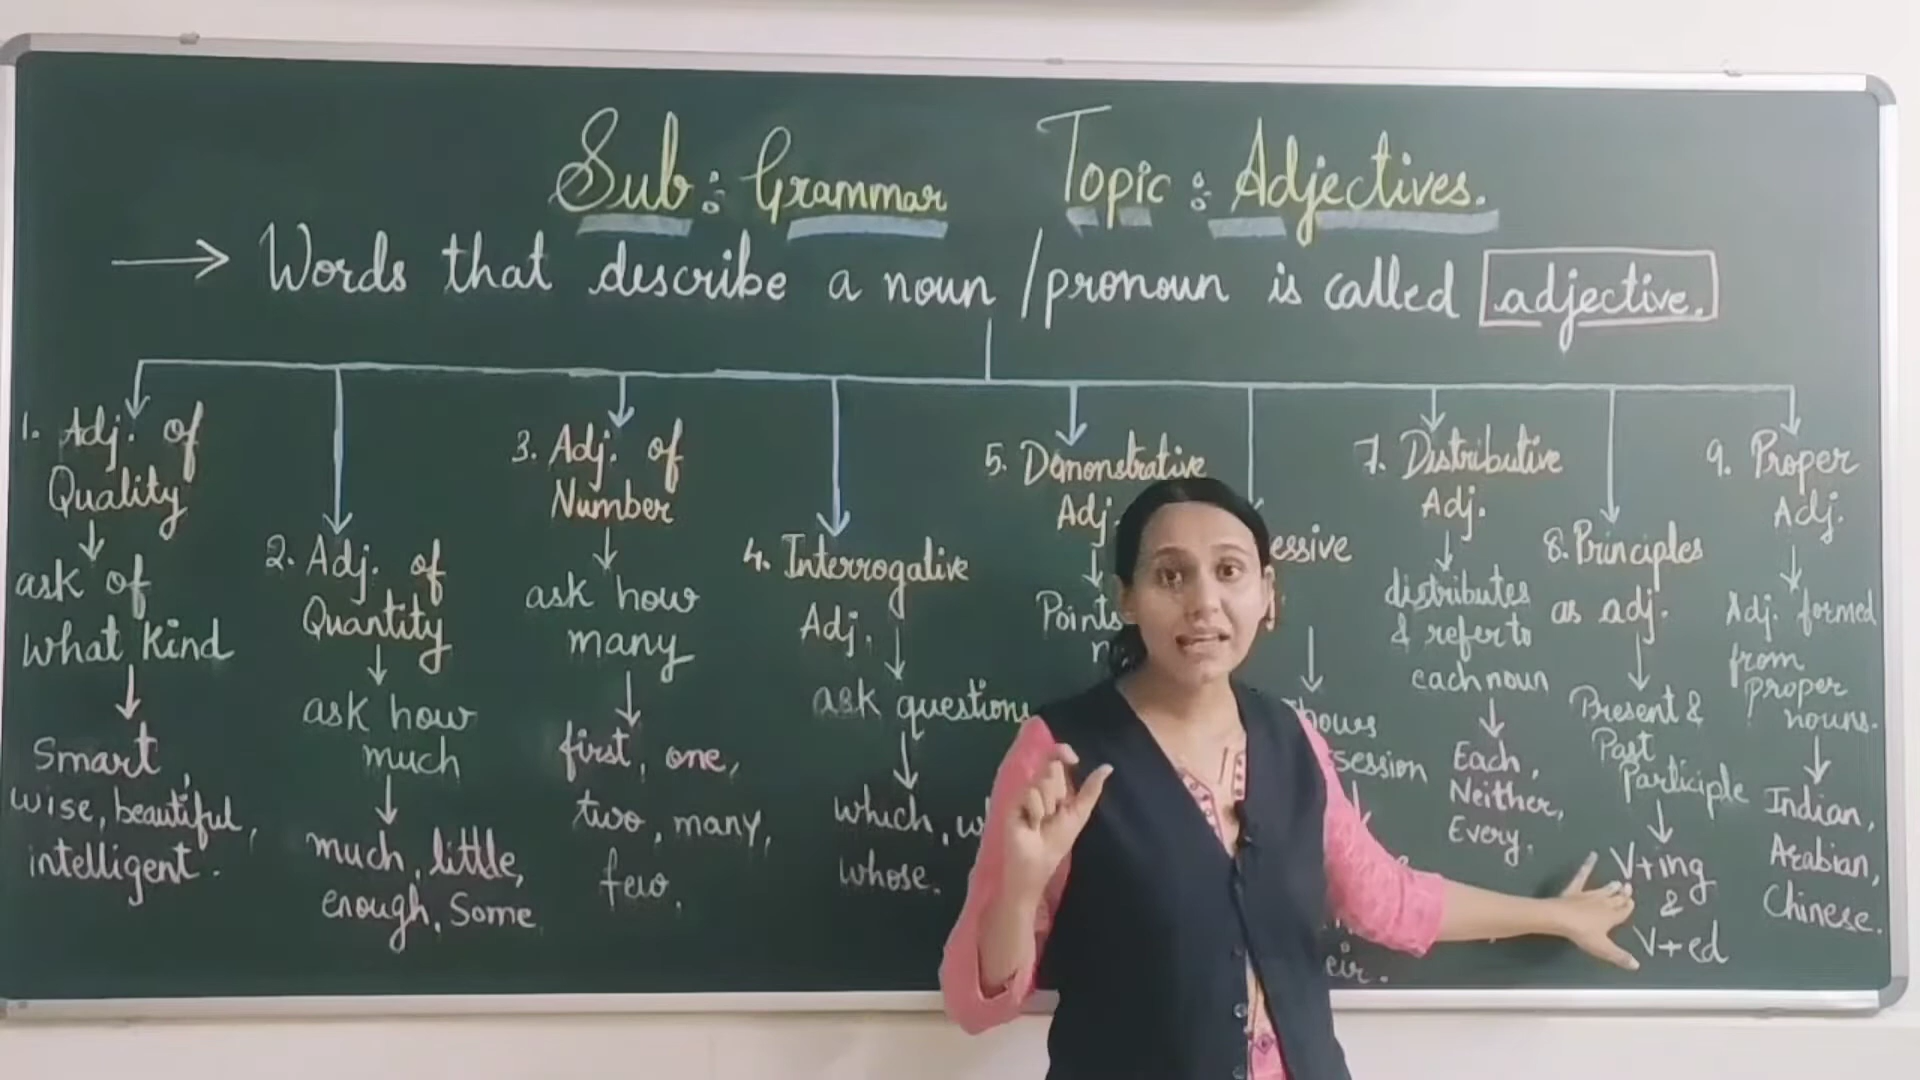 Sub : Grammar Topic : Adjectives.
→ Words that describe a noun / pronoun is called adjective.
1. Adj. of
Quality
ask of
what kind
Smart,
wise, beautiful,
intelligent.
2. Adj. of
Quantity
ask how
much
much, little,
enough, Some
3. Adj. of
Number
ask how
many
first, one,
two, many,
few.
4. Interrogative
Adj.
ask questions
which,
whose.
5. Demonstrative
Adj.
Points
7. Distributive
Adj.
distributes
& refer to
each noun
Each,
Neither,
Every.
8. Principles
as adj.
Present &
Past
Participle
V+ing
&
V+ed
9. Proper
Adj.
Adj. formed
from
proper
nouns.
Indian,
Arabian,
Chinese.